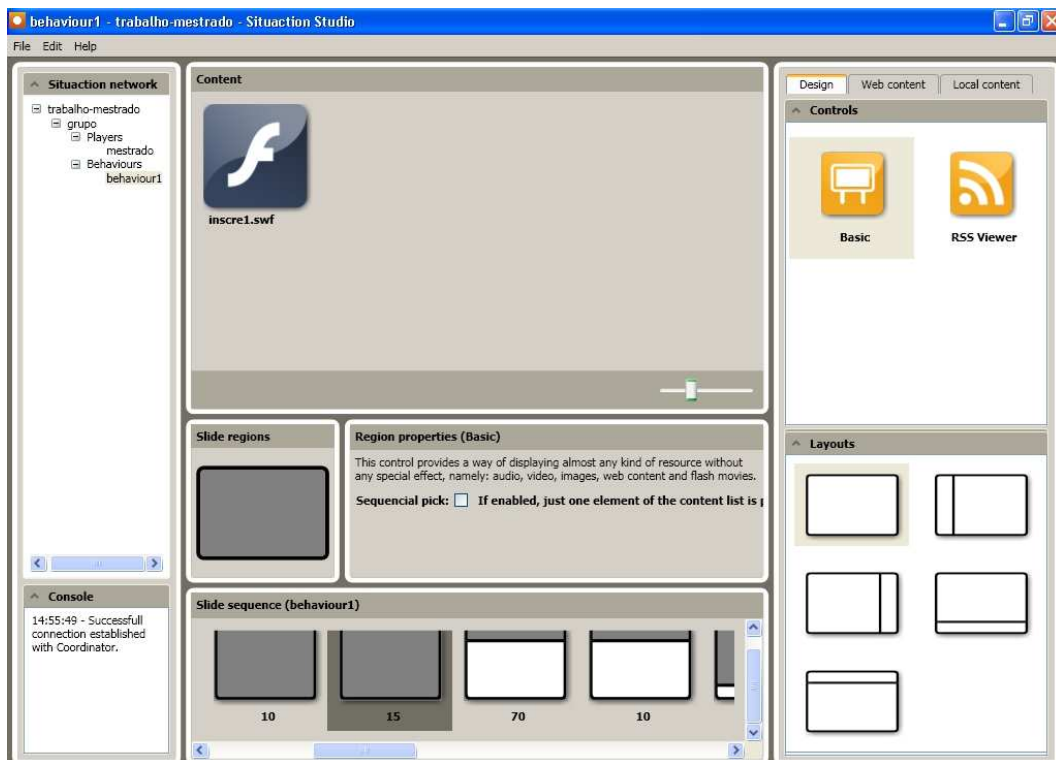 behaviour1 - trabalho-mestrado - Situaction Studio
File Edit Help
Situaction network
trabalho-mestrado
grupo
Players
mestrado
Behaviours
behaviour1
Console
14:55:49 - Successfull
connection established
with Coordinator.
Content
inscre1.swf
Slide regions
Region properties (Basic)
This control provides a way of displaying almost any kind of resource without
any special effect, namely: audio, video, images, web content and flash movies.
Sequencial pick: If enabled, just one element of the content list is
Slide sequence (behaviour1)
10 15 70 10
Design Web content Local content
Controls
Basic RSS Viewer
Layouts